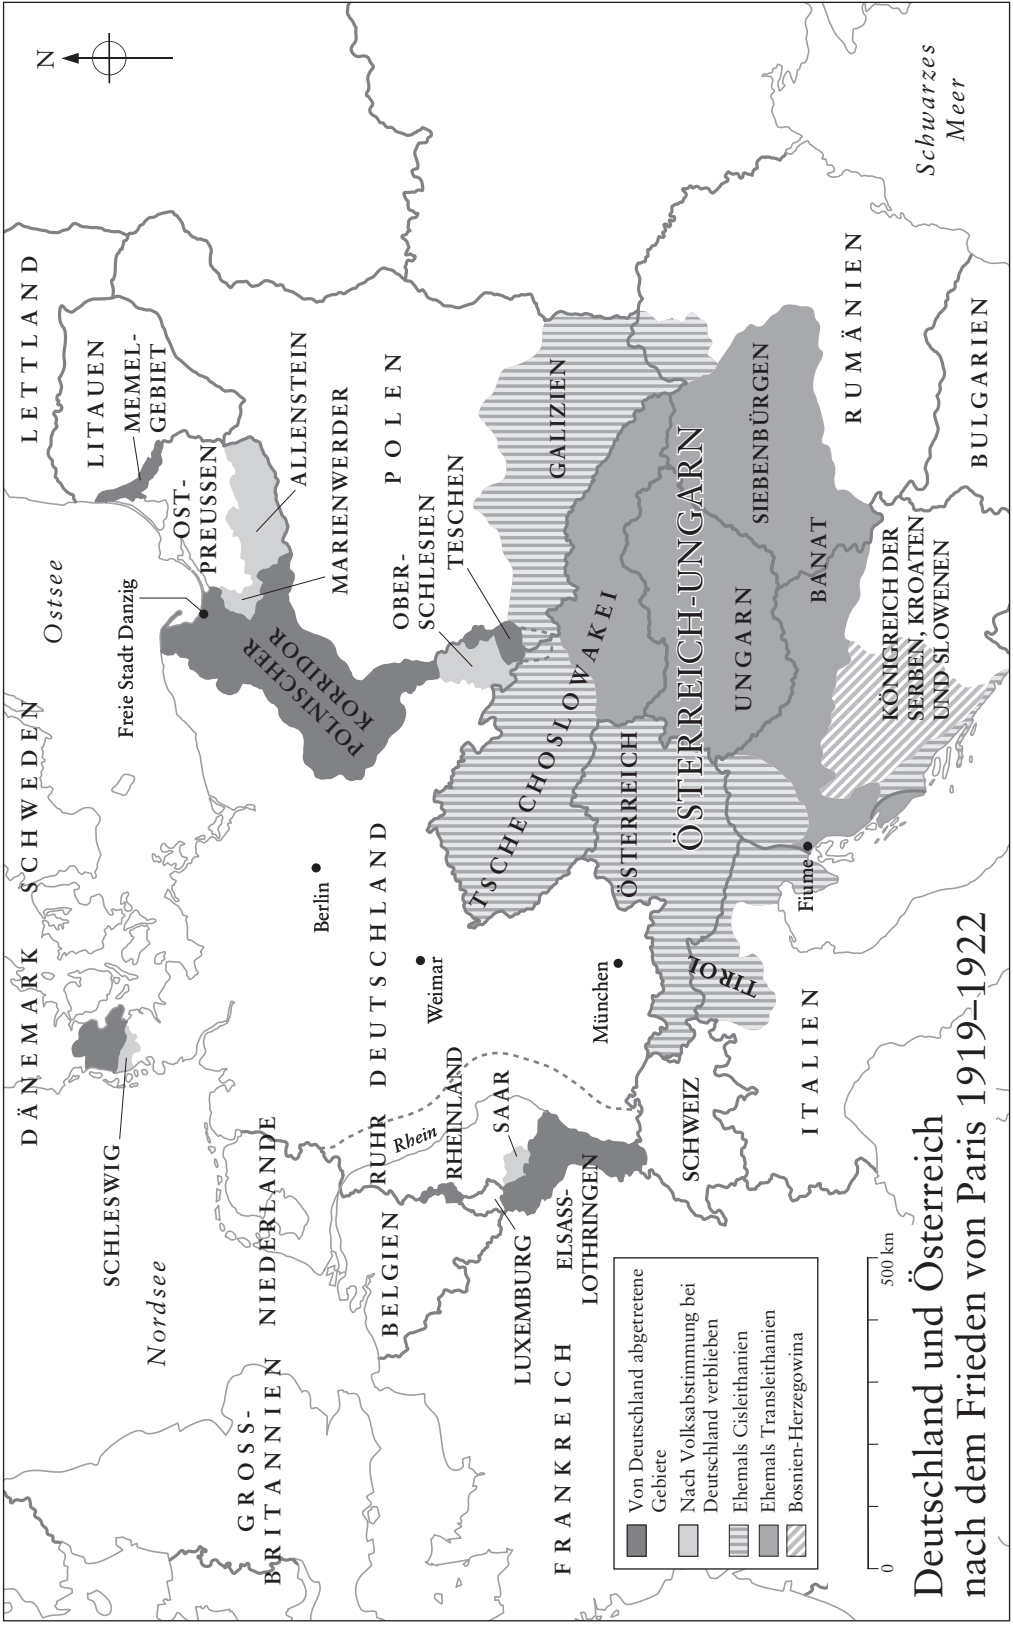 N
LETTLAND
LITAUEN
MEMEL-
GEBIET
Ostsee
SCHWEDEN
DÄNEMARK
Freie Stadt Danzig
OST-
PREUSSEN
ALLENSTEIN
MARIENWERDER
POLNISCHER
KORRIDOR
POLEN
SCHLESWIG
Nordsee
GROSS-
BRITANNIEN
NIEDERLANDE
Berlin
DEUTSCHLAND
Weimar
RUHR
Rhein
RHEINLAND
SAAR
BELGIEN
LUXEMBURG
ELSASS-
LOTHRINGEN
FRANKREICH
OBER-
SCHLESIEN
TESCHEN
GALIZIEN
TSCHECHOSLOWAKEI
München
ÖSTERREICH
ÖSTERREICH-UNGARN
UNGARN
SIEBENBÜRGEN
BANAT
RUMÄNIEN
Schwarzes
Meer
BULGARIEN
KÖNIGREICH DER
SERBEN, KROATEN
UND SLOWENEN
TIROL
Fiume
SCHWEIZ
ITALIEN
Von Deutschland abgetretene
Gebiete
Nach Volksabstimmung bei
Deutschland verblieben
Ehemals Cisleithanien
Ehemals Transleithanien
Bosnien-Herzegowina
0
500 km
Deutschland und Österreich
nach dem Frieden von Paris 1919–1922